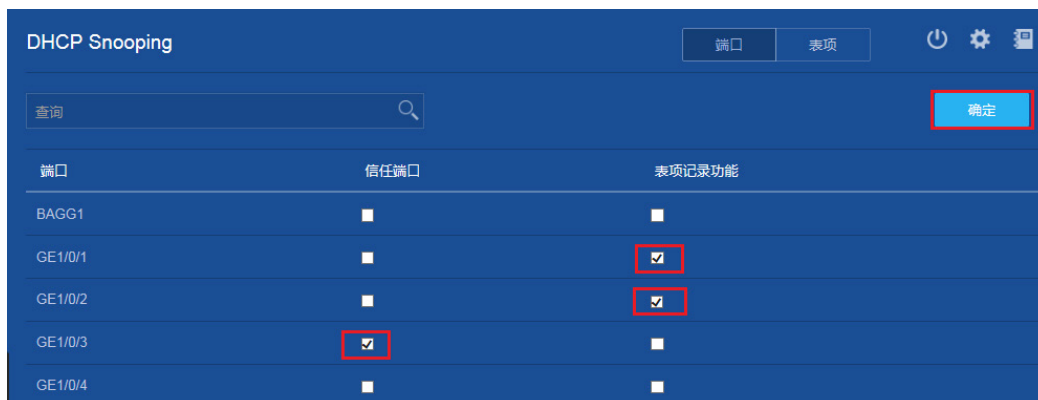 DHCP Snooping 端口 表项
查询 确定
端口 信任端口 表项记录功能
BAGG1
GE1/0/1
GE1/0/2
GE1/0/3
GE1/0/4